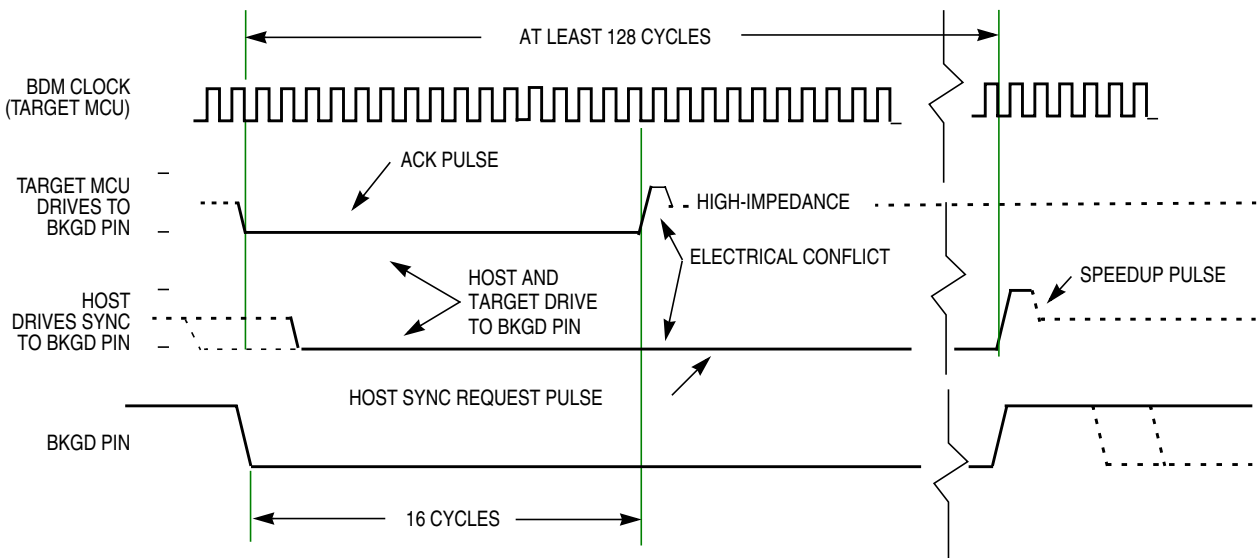 AT LEAST 128 CYCLES
BDM CLOCK
(TARGET MCU)
ACK PULSE
TARGET MCU
DRIVES TO
BKGD PIN
HIGH-IMPEDANCE
ELECTRICAL CONFLICT
HOST AND
TARGET DRIVE
TO BKGD PIN
SPEEDUP PULSE
HOST
DRIVES SYNC
TO BKGD PIN
HOST SYNC REQUEST PULSE
BKGD PIN
16 CYCLES